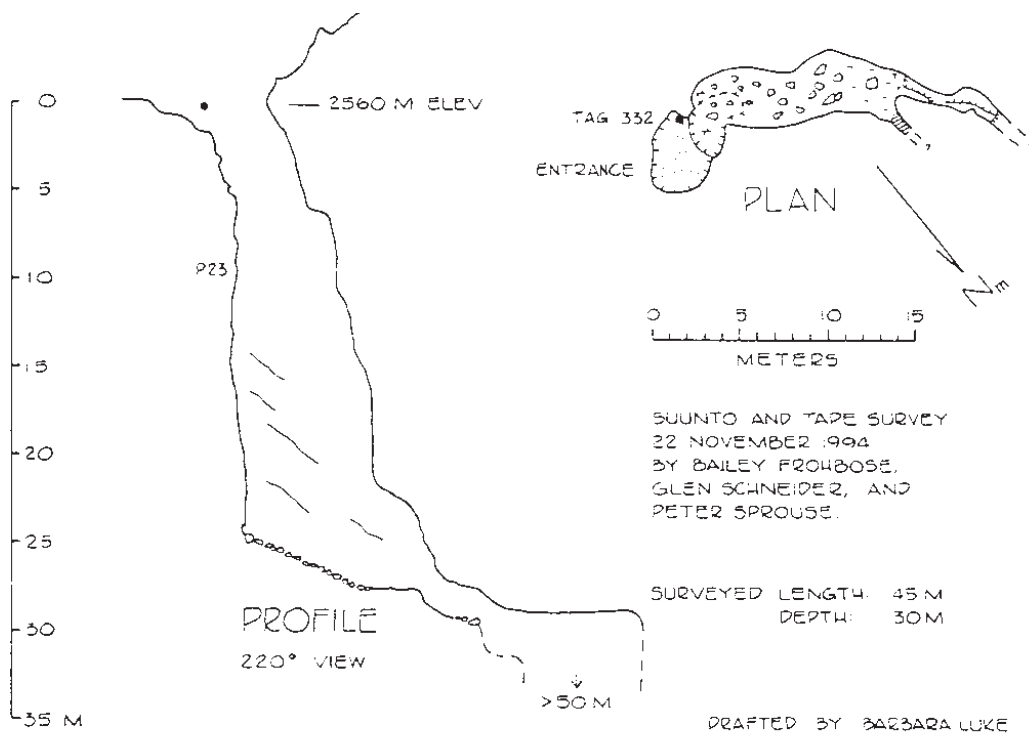 0
5
10
15
20
25
30
35 M
2560 M ELEV
P23
PROFILE
220° VIEW
>50 M
TAG 332
ENTRANCE
?
PLAN
Nm
0 5 10 15
METERS
SUUNTO AND TAPE SURVEY
22 NOVEMBER 1994
BY BAILEY FROHBOSE,
GLEN SCHNEIDER, AND
PETER SPROUSE.
SURVEYED LENGTH: 45 M
DEPTH: 30 M
DRAFTED BY BARBARA LUKE